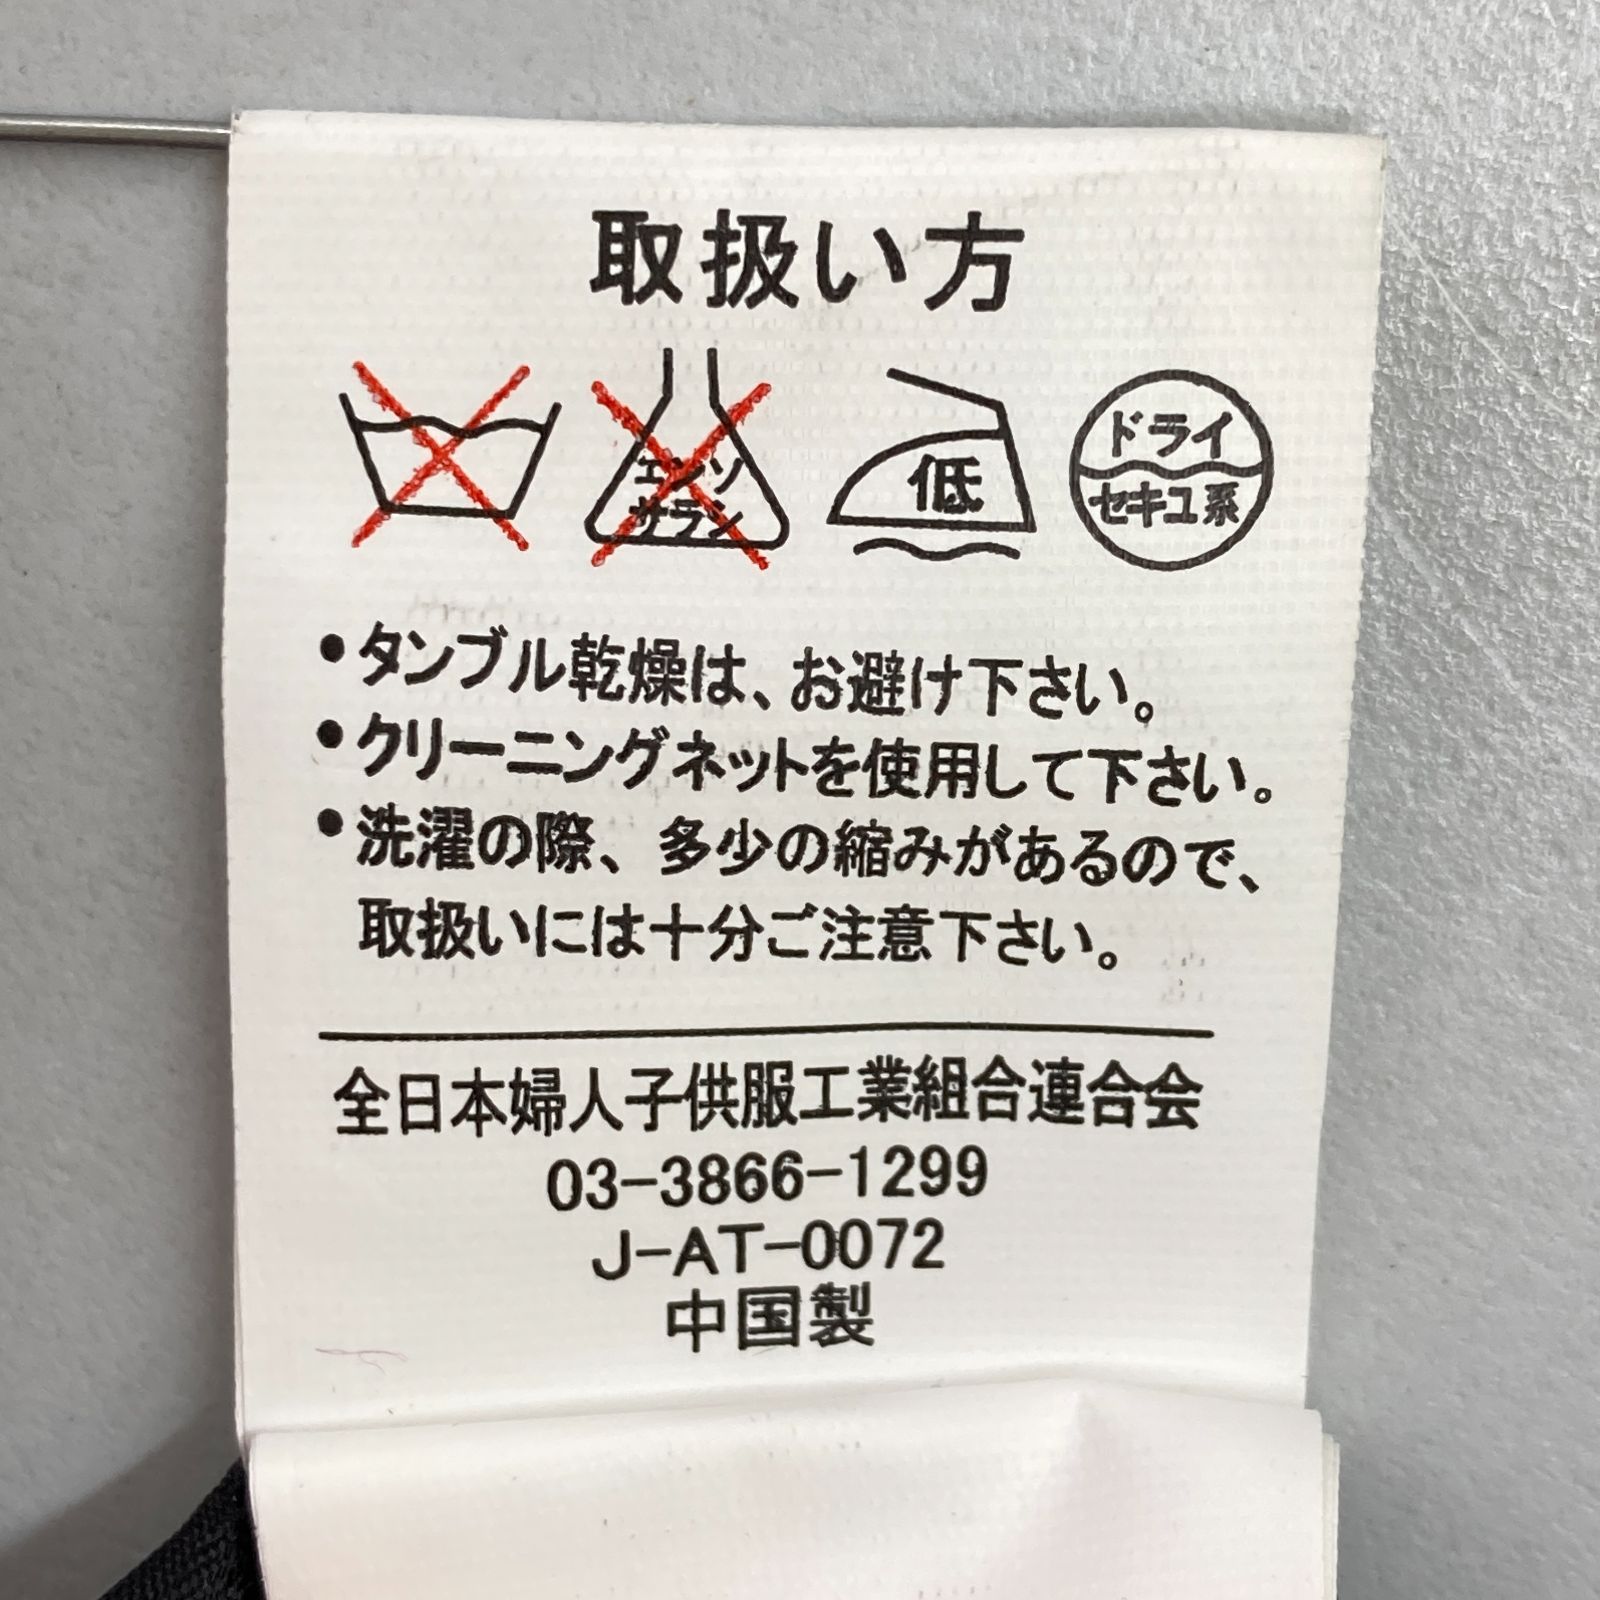 取扱い方
エンソ
サラシ
低
ドライ
セキユ系
•タンブル乾燥は、お避け下さい。
•クリーニングネットを使用して下さい。
•洗濯の際、多少の縮みがあるので、
取扱いには十分ご注意下さい。
全日本婦人子供服工業組合連合会
03-3866-1299
J-AT-0072
中国製